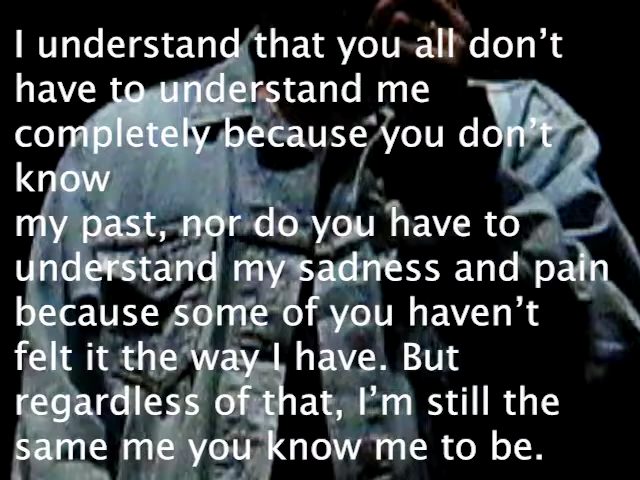 I understand that you all don't
have to understand me
completely because you don't
know
my past, nor do you have to
understand my sadness and pain
because some of you haven't
felt it the way I have. But
regardless of that, I'm still the
same me you know me to be.